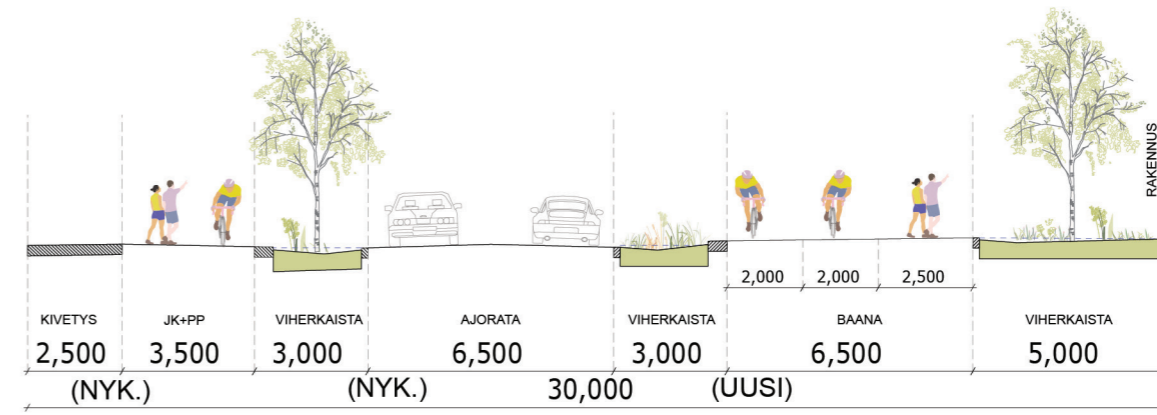 RAKENNUS
2,000 2,000 2,500
KIVETYS JK+PP VIHERKAISTA AJORATA VIHERKAISTA BAANA VIHERKAISTA
2,500 3,500 3,000 6,500 3,000 6,500 5,000
(NYK.) (NYK.) 30,000 (UUSI)